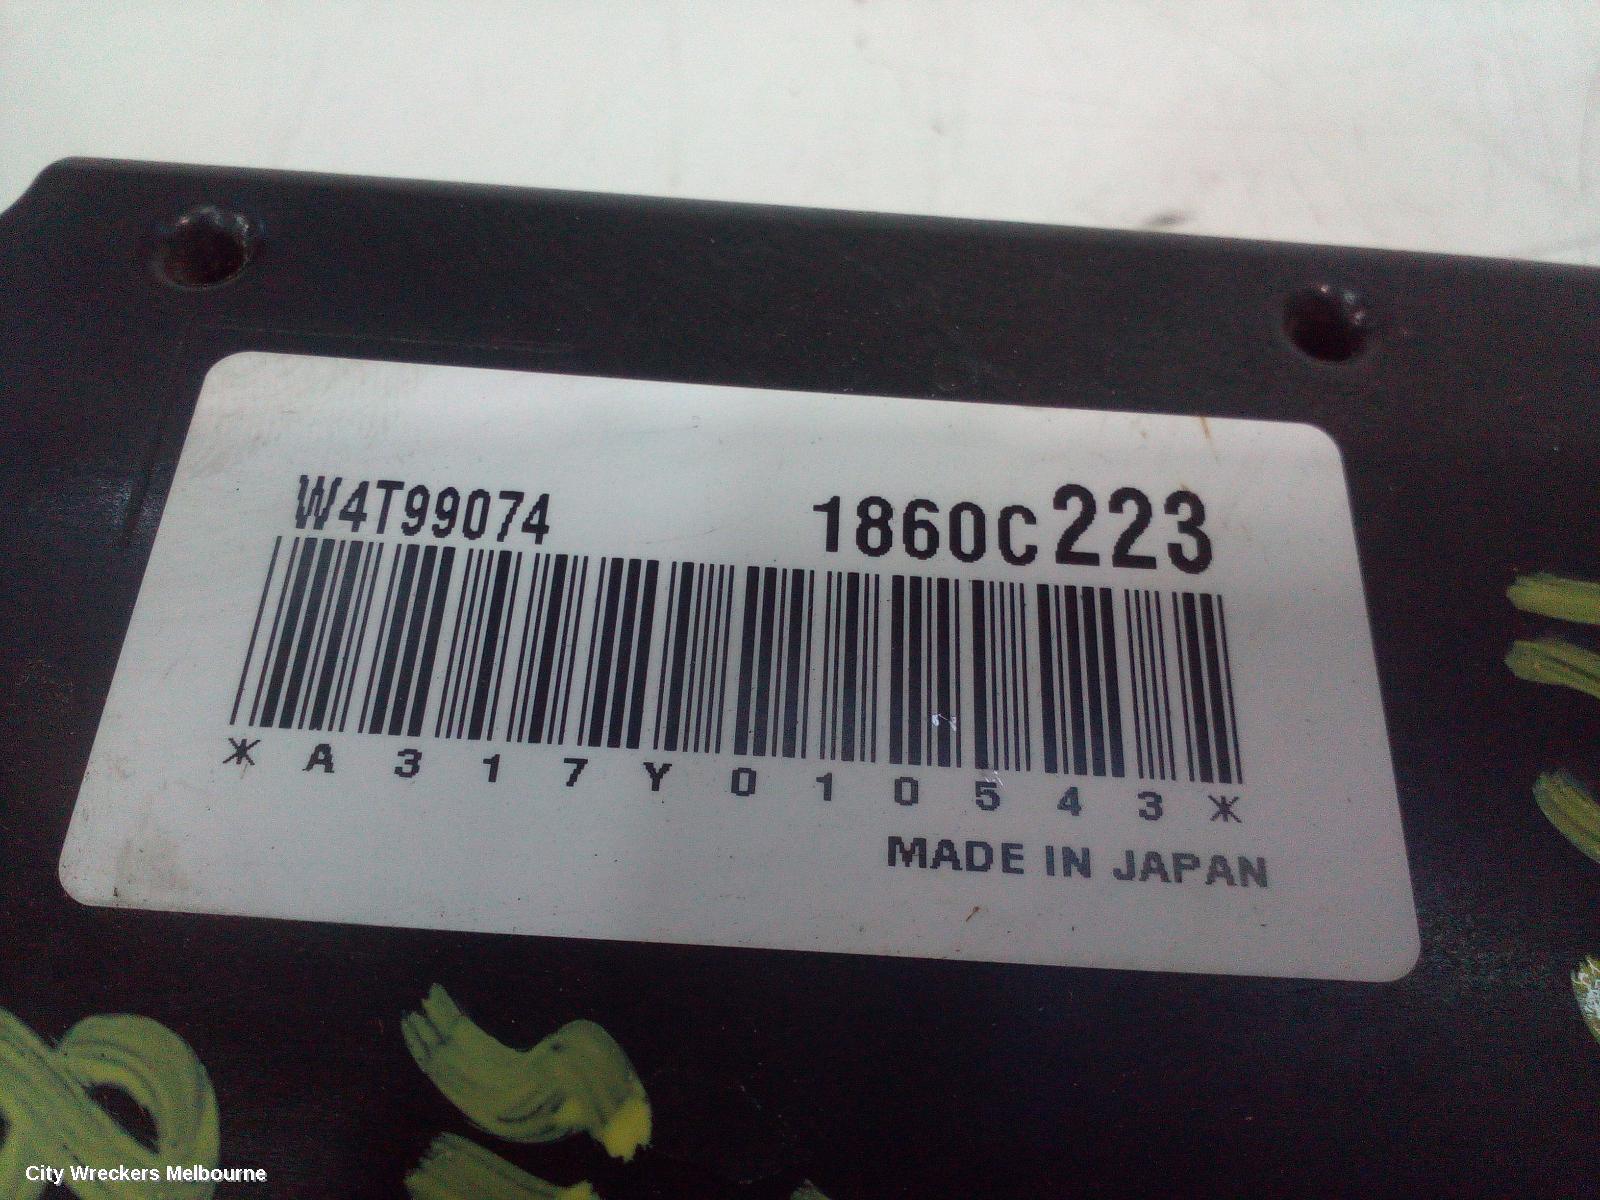 W4T99074 1860C223
*A317Y010543*
MADE IN JAPAN
City Wreckers Melbourne